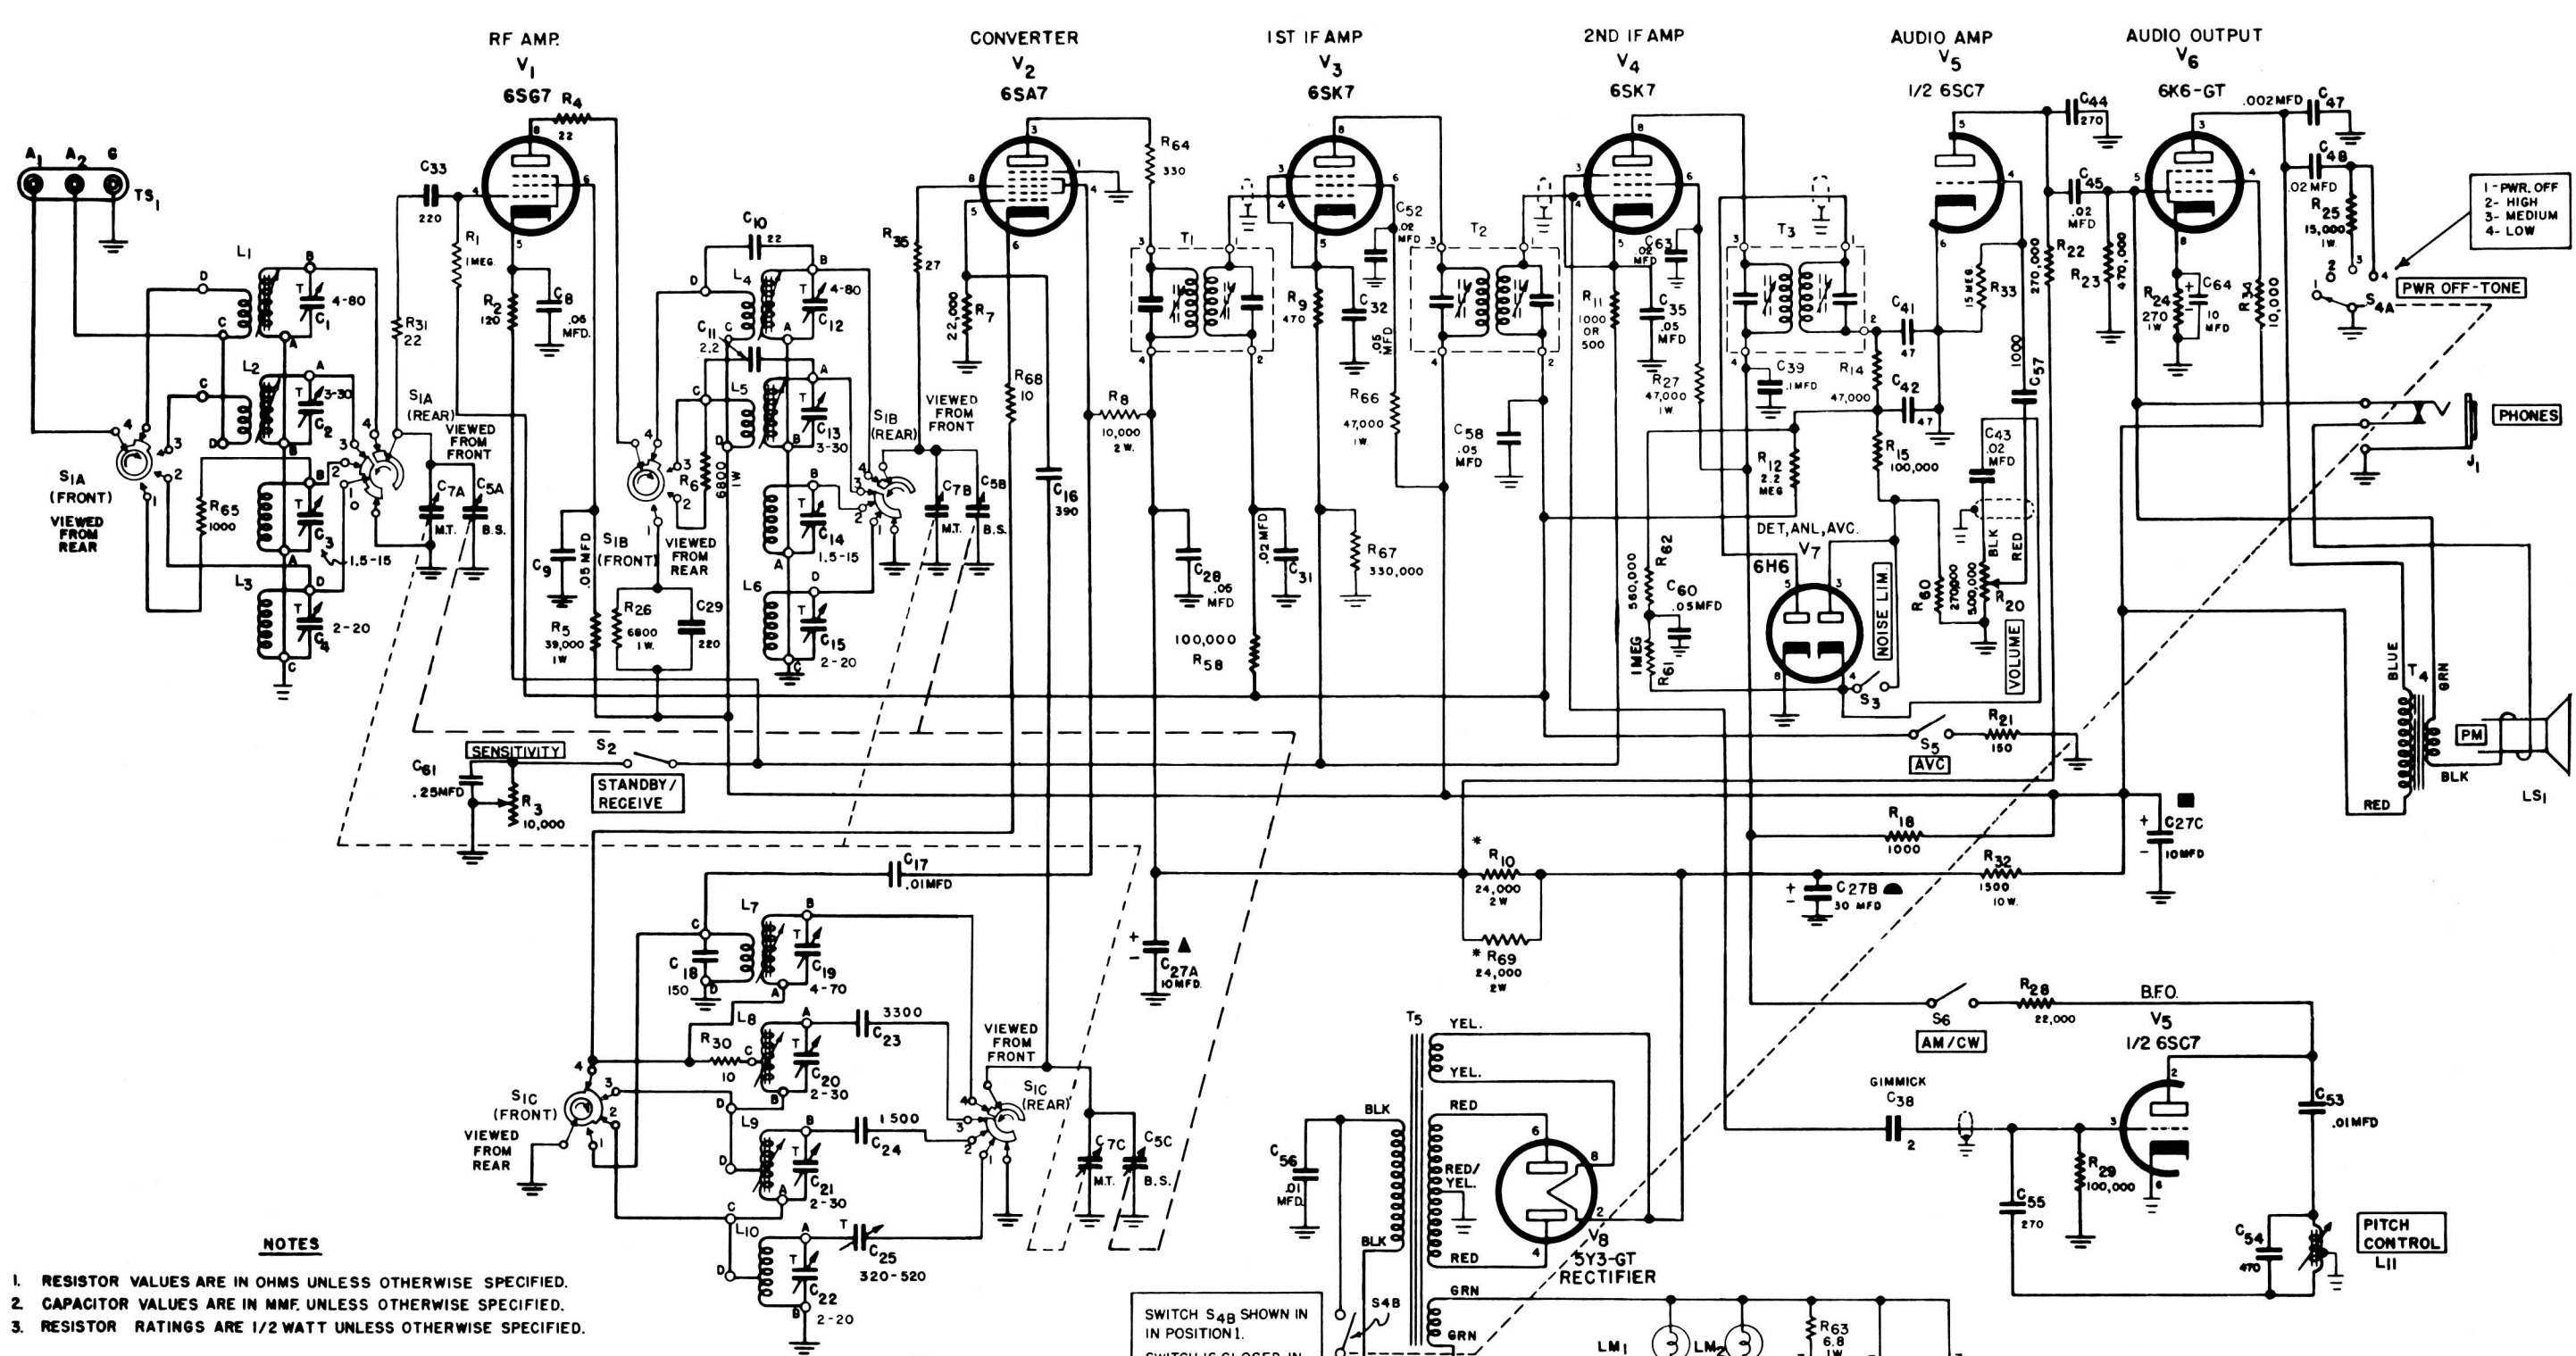 RF AMP.
V1
6SG7
CONVERTER
V2
6SA7
1ST IF AMP
V3
6SK7
2ND IF AMP
V4
6SK7
AUDIO AMP
V5
1/2 6SC7
AUDIO OUTPUT
V6
6K6-GT
A1 A2 G
TS1
R4
22
C33
220
R1
1MEG.
R2
120
C8
.06
MFD.
R31
22
L1
4-80
C1
L2
3-30
C2
C3
1.5-15
L3
C4
2-20
S1A
(REAR)
VIEWED
FROM
FRONT
S1A
(FRONT)
VIEWED
FROM
REAR
R65
1000
C7A
M.T.
C5A
B.S.
C10
22
L4
4-80
C12
C11
2.2
L5
C13
3-30
C14
1.5-15
L6
C15
2-20
R6
6800
1W
S1B
(REAR)
VIEWED
FROM
FRONT
S1B
(FRONT)
VIEWED
FROM
REAR
C7B
M.T.
C5B
B.S.
C9
.05 MFD
R5
39,000
1W
R26
6800
1W.
C29
220
R35
27
R7
22,000
R68
10
C16
390
R64
330
R8
10,000
2W.
T1
C28
.05
MFD
C31
.02MFD
100,000
R58
R9
470
C32
.05
MFD
C52
.02
MFD
R66
47,000
1W
R67
330,000
T2
C58
.05
MFD
R11
1000
OR
500
C63
.02
MFD
C35
.05
MFD
R27
47,000
1W
T3
C39
.1MFD
R14
47,000
C41
47
C42
47
R12
2.2
MEG
R15
100,000
R33
15 MEG
R62
560,000
C60
.05MFD
1MEG
R61
DET, ANL, AVC.
V7
6H6
NOISE LIM.
S3
R60
270,000
C43
.02
MFD
BLK
RED
500,000
R20
VOLUME
1000
C57
C44
270
C45
.02
MFD
R22
270,000
R23
470,000
R24
270
1W
C64
10
MFD
R34
10,000
.002MFD
C47
C48
.02MFD
R25
15,000
1W.
1-PWR. OFF
2- HIGH
3- MEDIUM
4- LOW
PWR OFF-TONE
S4A
PHONES
J1
BLUE
T4
GRN
PM
BLK
RED
LS1
S5
AVC
R21
150
SENSITIVITY
S2
STANDBY/
RECEIVE
C61
.25MFD
R3
10,000
C17
.01MFD
R18
1000
R10
24,000
2W
R69
24,000
2W
C27A
10MFD.
C27B
30 MFD
R32
1500
10W.
C27C
10MFD
L7
C18
150
C19
4-70
L8
R30
10
C20
2-30
3300
C23
L9
C21
2-30
1500
C24
L10
C22
2-20
C25
320-520
S1C
(FRONT)
VIEWED
FROM
REAR
VIEWED
FROM
FRONT
S1C
(REAR)
C7C
M.T.
C5C
B.S.
T5
YEL.
YEL.
RED
RED/
YEL.
RED
BLK
BLK
GRN
GRN
C56
.01
MFD.
V8
5Y3-GT
RECTIFIER
S4B
SWITCH S4B SHOWN IN
IN POSITION 1.
SWITCH IS CLOSED IN
LM1
LM2
R63
6.8
1W
S6
AM/CW
R28
22,000
B.F.O.
V5
1/2 6SC7
GIMMICK
C38
2
C53
.01MFD
R29
100,000
C55
270
C54
470
PITCH
CONTROL
L11
NOTES
1. RESISTOR VALUES ARE IN OHMS UNLESS OTHERWISE SPECIFIED.
2. CAPACITOR VALUES ARE IN MMF. UNLESS OTHERWISE SPECIFIED.
3. RESISTOR RATINGS ARE 1/2 WATT UNLESS OTHERWISE SPECIFIED.